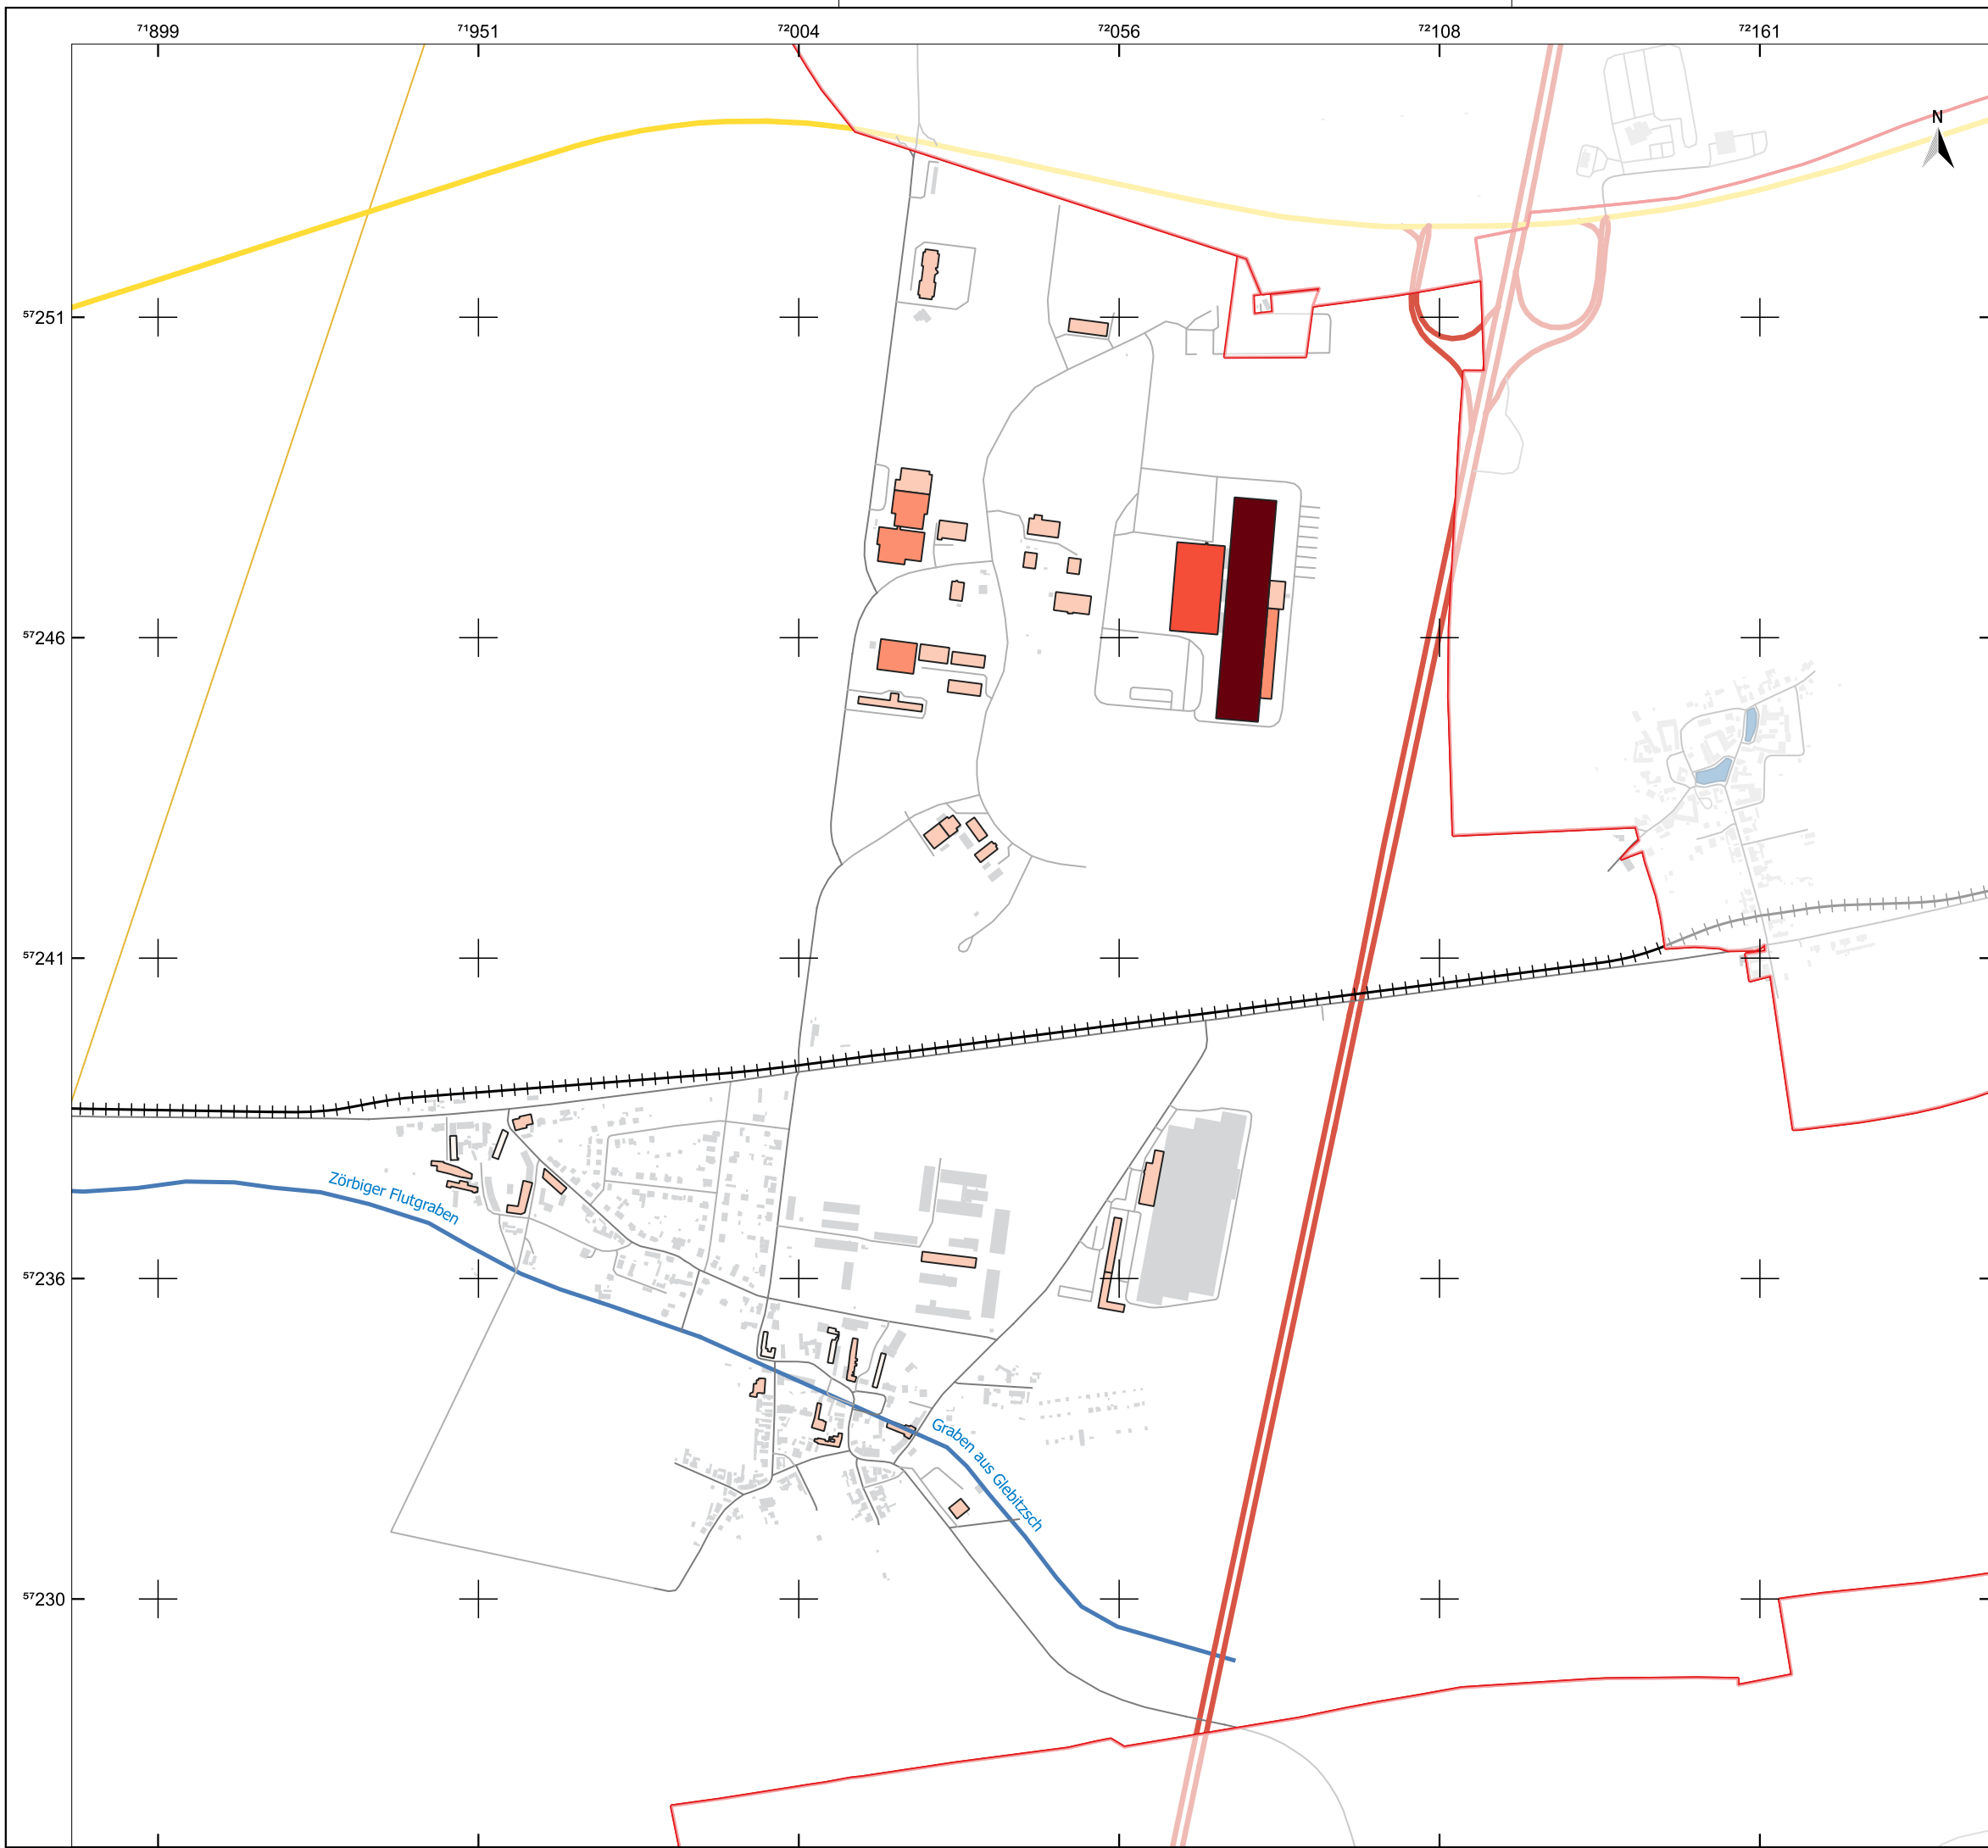 ⁷¹899 ⁷¹951 ⁷²004 ⁷²056 ⁷²108 ⁷²161
N
⁵⁷251
⁵⁷246
⁵⁷241
Zörbiger Flutgraben
⁵⁷236
Graben aus Glebitzsch
⁵⁷230